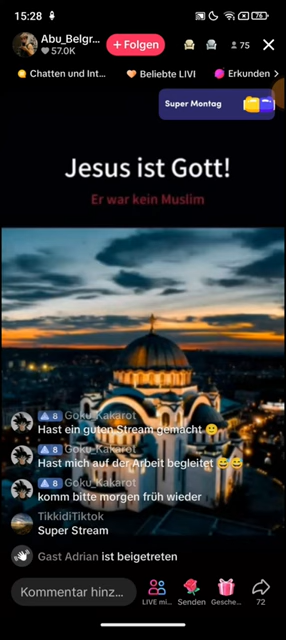 15:28
76
Abu_Belgr...
57.0K
+ Folgen
75
Chatten und Int...
Beliebte LIVI
Erkunden >
Super Montag
Jesus ist Gott!
Er war kein Muslim
8 Goku_Kakarot
Hast ein guten Stream gemacht 🙂
8 Goku_Kakarot
Hast mich auf der Arbeit begleitet 😅😅
8 Goku_Kakarot
komm bitte morgen früh wieder
TikkidiTiktok
Super Stream
Gast Adrian ist beigetreten
Kommentar hinz...
LIVE mi...
Senden
Gesche...
72